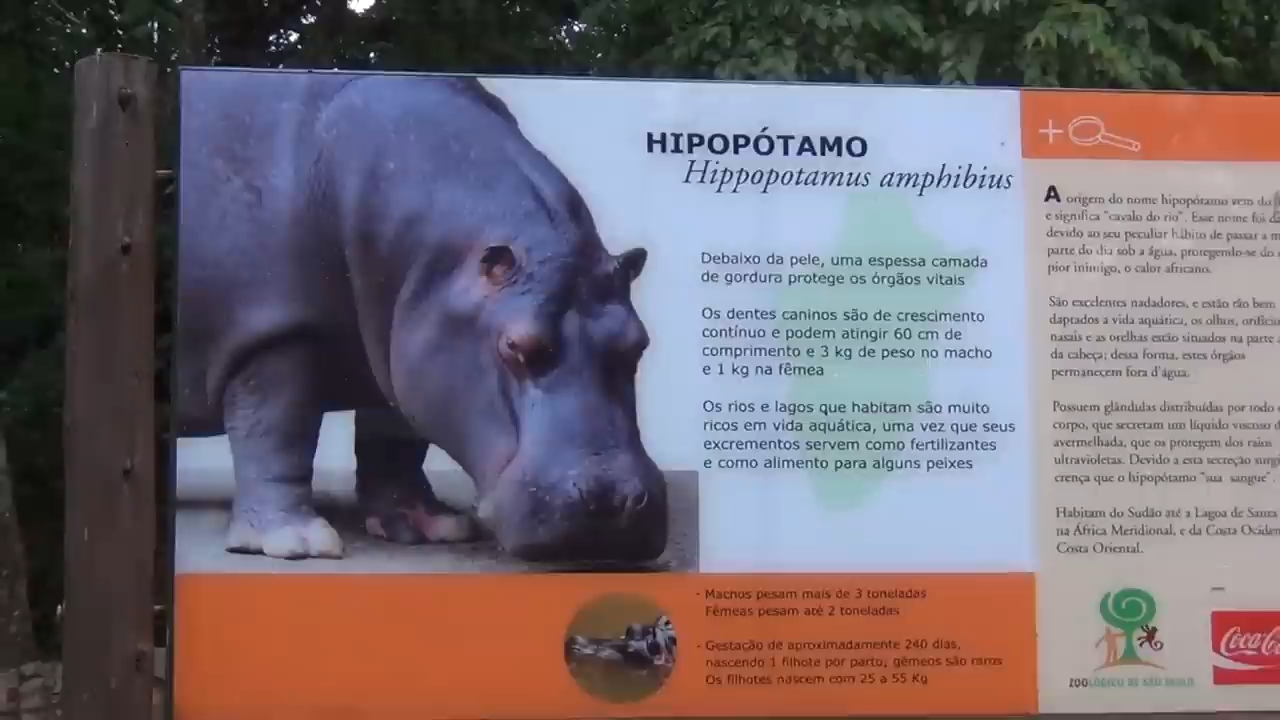 HIPOPÓTAMO
Hippopotamus amphibius
Debaixo da pele, uma espessa camada
de gordura protege os órgãos vitais
Os dentes caninos são de crescimento
contínuo e podem atingir 60 cm de
comprimento e 3 kg de peso no macho
e 1 kg na fêmea
Os rios e lagos que habitam são muito
ricos em vida aquática, uma vez que seus
excrementos servem como fertilizantes
e como alimento para alguns peixes
- Machos pesam mais de 3 toneladas
Fêmeas pesam até 2 toneladas
- Gestação de aproximadamente 240 dias,
nascendo 1 filhote por parto, gêmeos são raros
Os filhotes nascem com 25 a 55 Kg
+
A origem do nome hipopótamo vem do
e significa "cavalo do rio". Esse nome foi
devido ao seu peculiar hábito de passar a
parte do dia sob a água, protegendo-se do
pior inimigo, o calor africano.
São excelentes nadadores, e estão tão bem
daptados a vida aquática, os olhos,
nasais e as orelhas estão situados na parte
da cabeça; dessa forma, estes órgãos
permanecem fora d'água.
Possuem glândulas distribuídas por todo
corpo, que secretam um líquido viscoso
avermelhada, que os protegem dos raios
ultravioletas. Devido a esta secreção
crença que o hipopótamo "sua sangue".
Habitam do Sudão até a Lagoa de Santa
na África Meridional, e da Costa
Costa Oriental.
ZOOLÓGICO DE SÃO PAULO